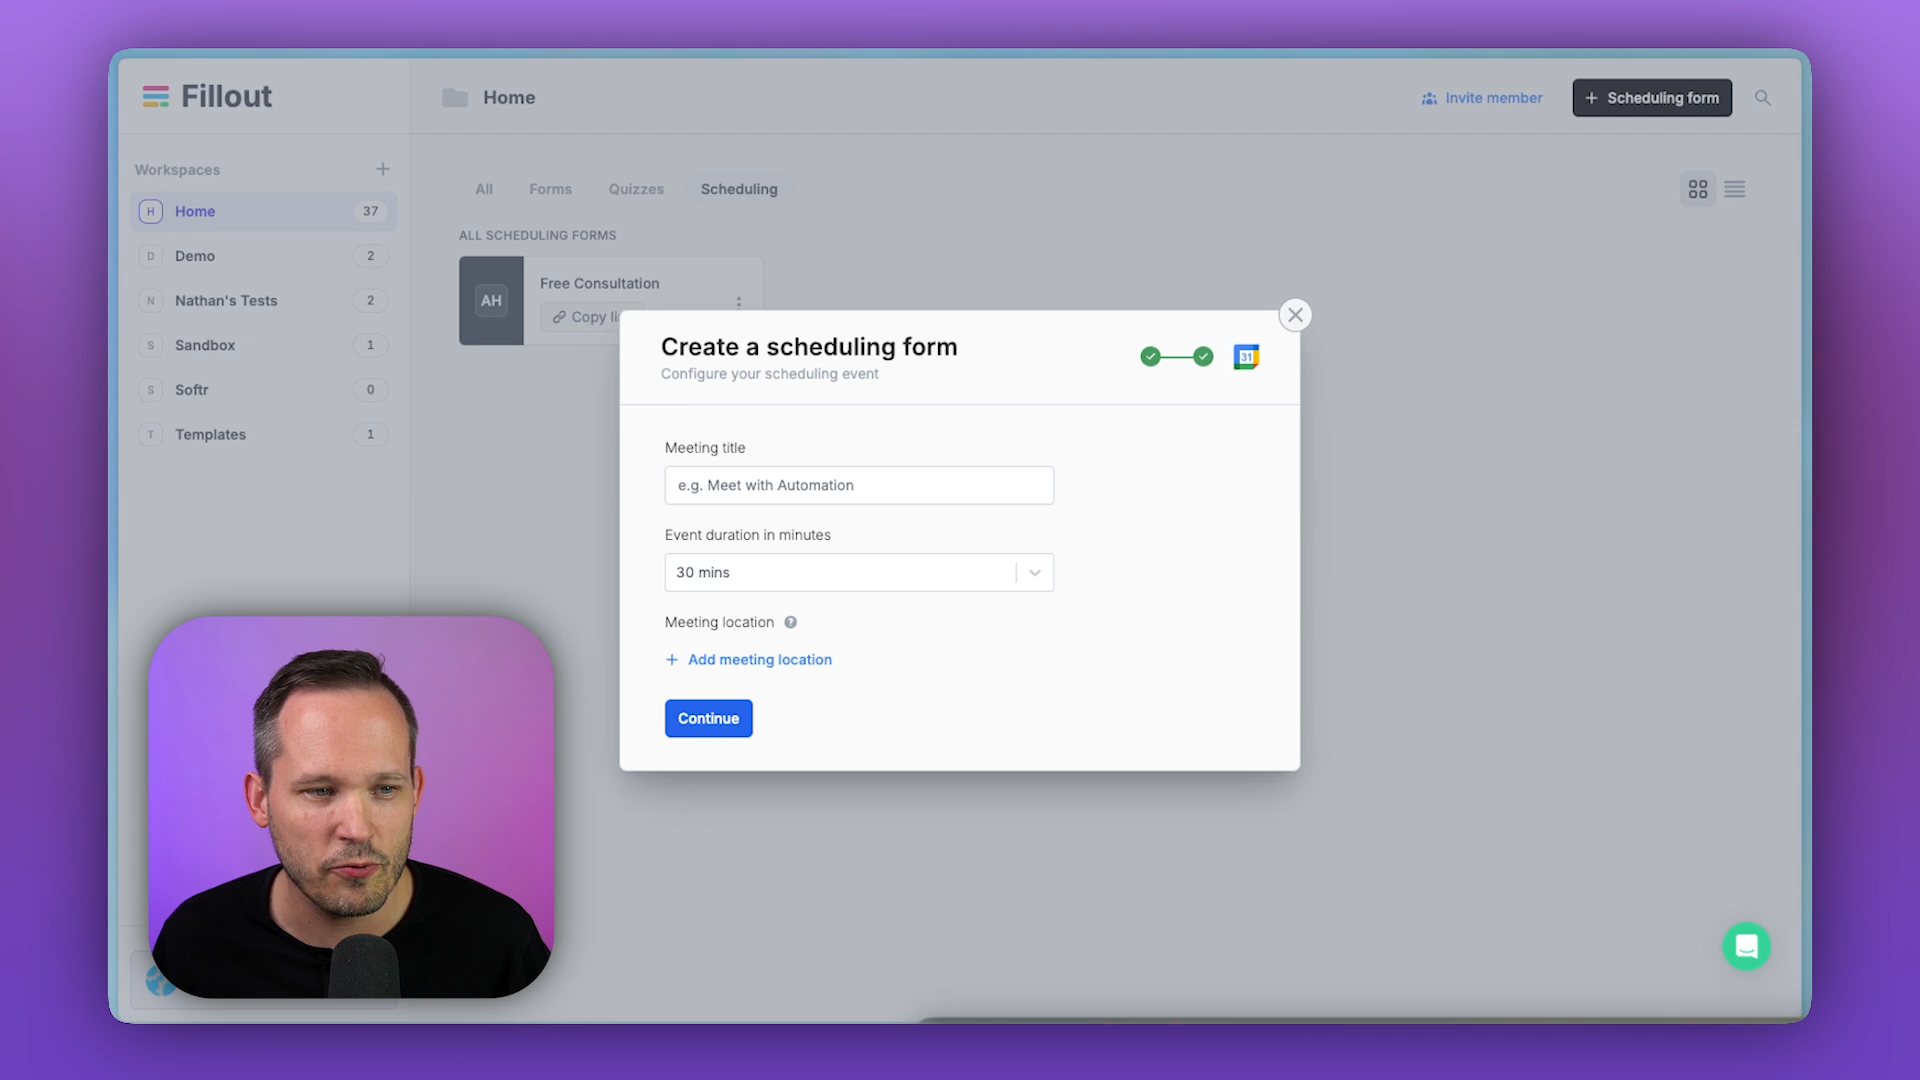 Fillout
Home
Invite member
+ Scheduling form
Workspaces
+
H Home 37
D Demo 2
N Nathan's Tests 2
S Sandbox 1
S Softr 0
T Templates 1
All Forms Quizzes Scheduling
ALL SCHEDULING FORMS
AH
Free Consultation
Copy li
Create a scheduling form
Configure your scheduling event
31
Meeting title
e.g. Meet with Automation
Event duration in minutes
30 mins
Meeting location ?
+ Add meeting location
Continue